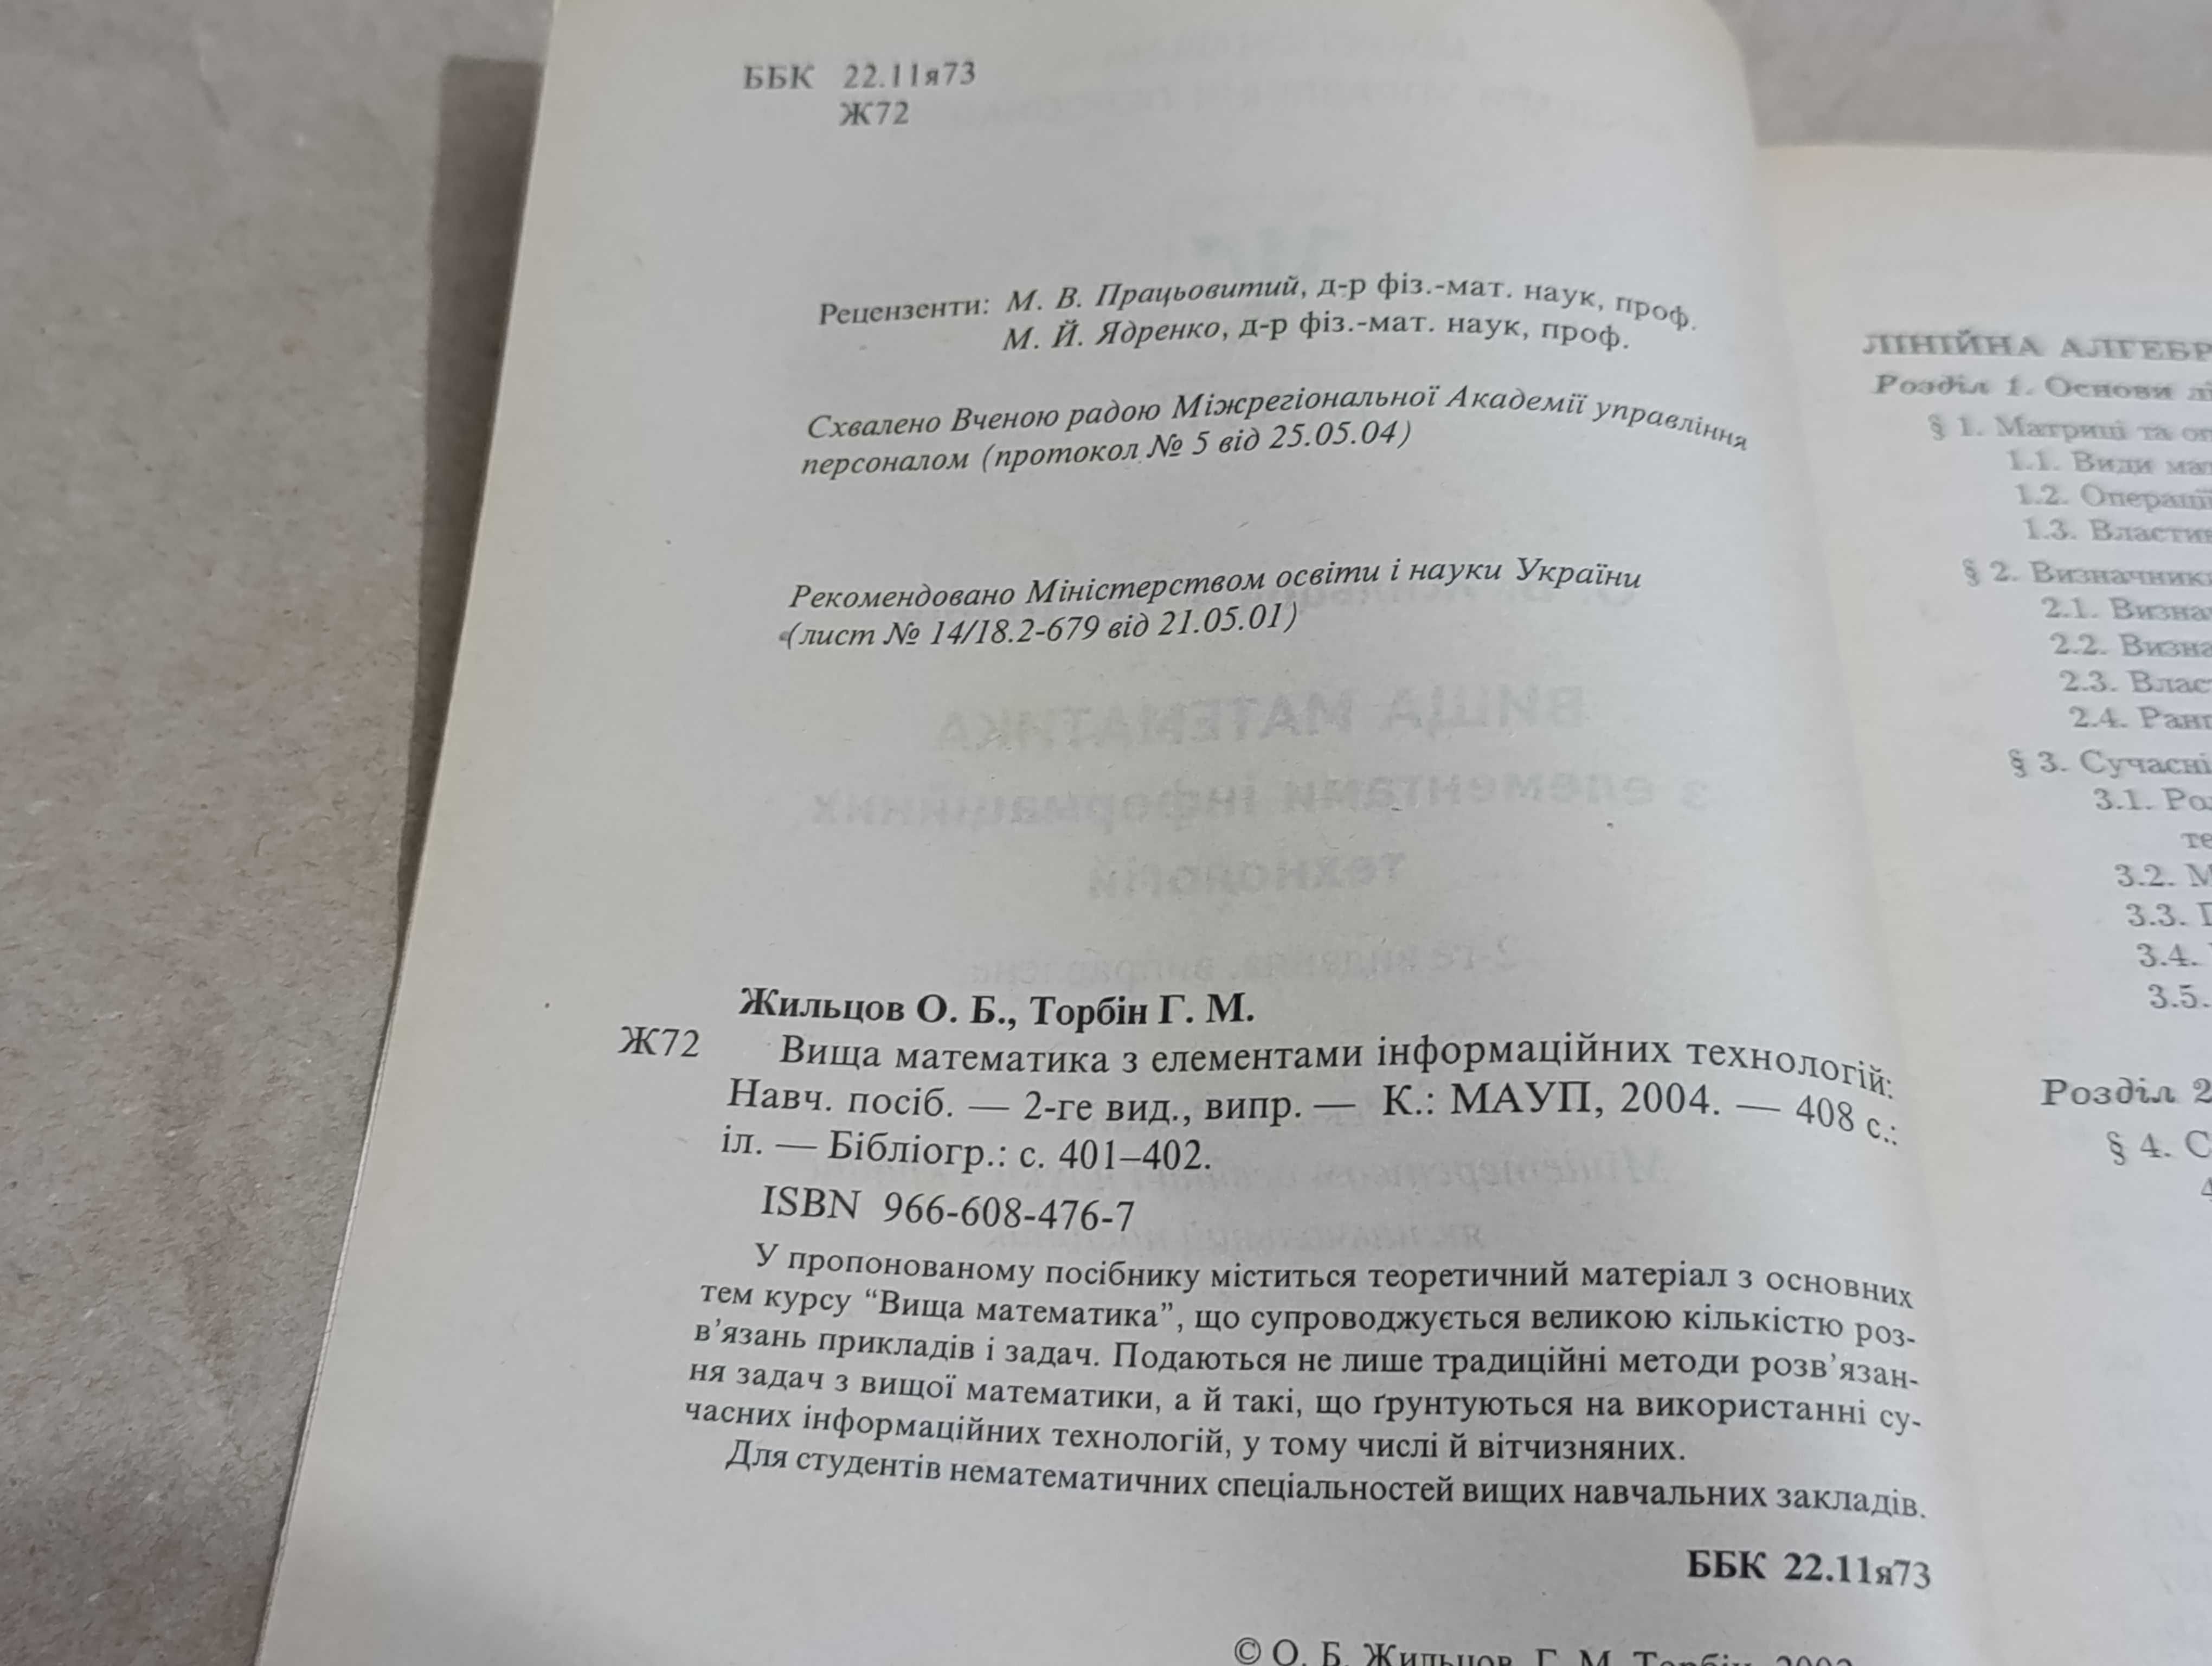 ББК 22.11я73
Ж72
Рецензенти: М. В. Працьовитий, д-р фіз.-мат. наук, проф.
М. Й. Ядренко, д-р фіз.-мат. наук, проф.
Схвалено Вченою радою Міжрегіональної Академії управління
персоналом (протокол № 5 від 25.05.04)
Рекомендовано Міністерством освіти і науки України
(лист № 14/18.2-679 від 21.05.01)
Жильцов О. Б., Торбін Г. М.
Ж72 Вища математика з елементами інформаційних технологій:
Навч. посіб. — 2-ге вид., випр. — К.: МАУП, 2004. — 408 с.:
іл. — Бібліогр.: с. 401–402.
ISBN 966-608-476-7
У пропонованому посібнику міститься теоретичний матеріал з основних
тем курсу “Вища математика”, що супроводжується великою кількістю роз-
в’язань прикладів і задач. Подаються не лише традиційні методи розв’язан-
ня задач з вищої математики, а й такі, що ґрунтуються на використанні су-
часних інформаційних технологій, у тому числі й вітчизняних.
Для студентів нематематичних спеціальностей вищих навчальних закладів.
ББК 22.11я73
© О. Б. Жильцов, Г. М. Торбін,
ЛІНІЙНА АЛГЕБР
Розділ 1. Основи лі
§ 1. Матриці та оп
1.1. Види мат
1.2. Операції
1.3. Власти
§ 2. Визначник
2.1. Визна
2.2. Визна
2.3. Влас
2.4. Ранг
§ 3. Сучасні
3.1. Ро
те
3.2. М
3.3.
3.4.
3.5.
Розділ 2
§ 4. С